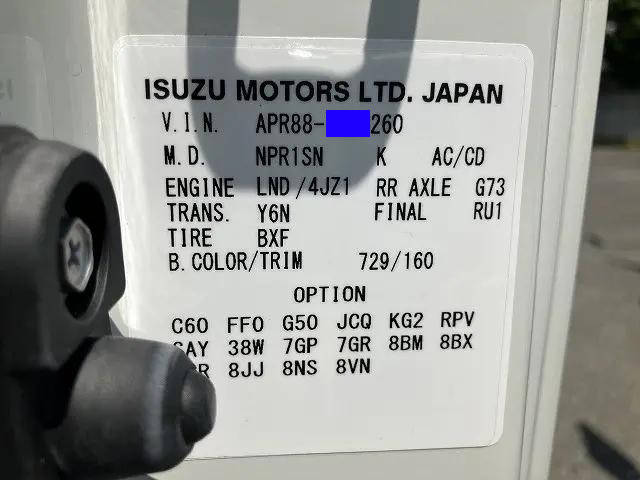 ISUZU MOTORS LTD. JAPAN
V.I.N. APR88- 260
M.D. NPR1SN K AC/CD
ENGINE LND/4JZ1 RR AXLE G73
TRANS. Y6N FINAL RU1
TIRE BXF
B.COLOR/TRIM 729/160
OPTION
C60 FF0 G50 JCQ KG2 RPV
38W 7GP 7GR 8BM 8BX
8JJ 8NS 8VN